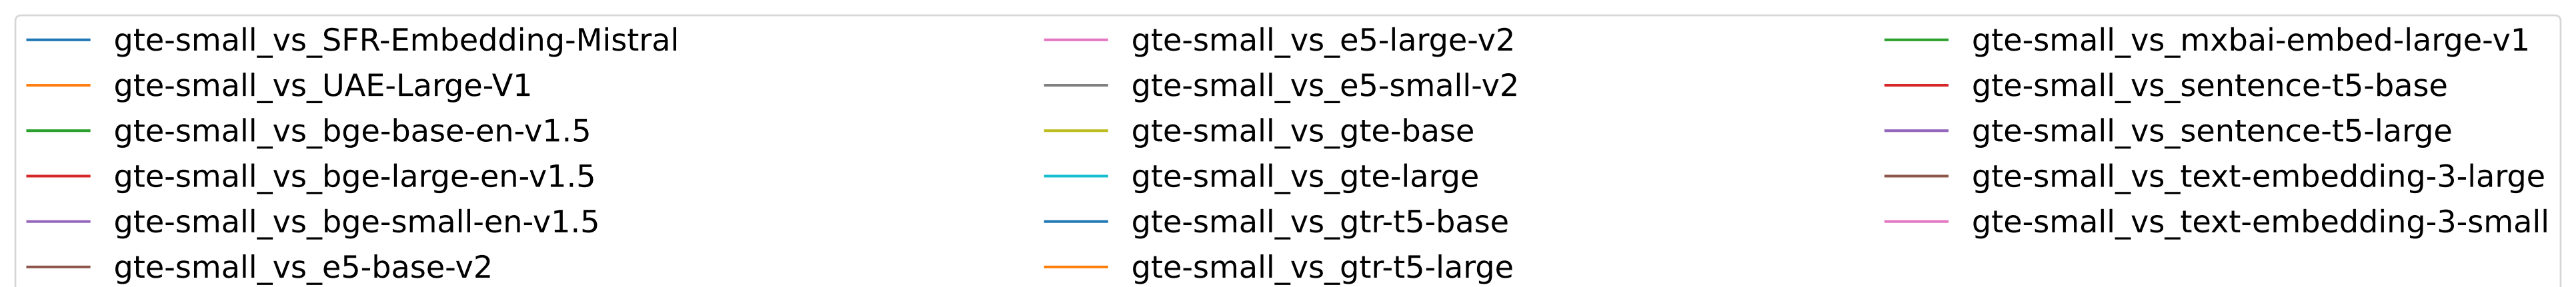 gte-small_vs_SFR-Embedding-Mistral
gte-small_vs_UAE-Large-V1
gte-small_vs_bge-base-en-v1.5
gte-small_vs_bge-large-en-v1.5
gte-small_vs_bge-small-en-v1.5
gte-small_vs_e5-base-v2
gte-small_vs_e5-large-v2
gte-small_vs_e5-small-v2
gte-small_vs_gte-base
gte-small_vs_gte-large
gte-small_vs_gtr-t5-base
gte-small_vs_gtr-t5-large
gte-small_vs_mxbai-embed-large-v1
gte-small_vs_sentence-t5-base
gte-small_vs_sentence-t5-large
gte-small_vs_text-embedding-3-large
gte-small_vs_text-embedding-3-small